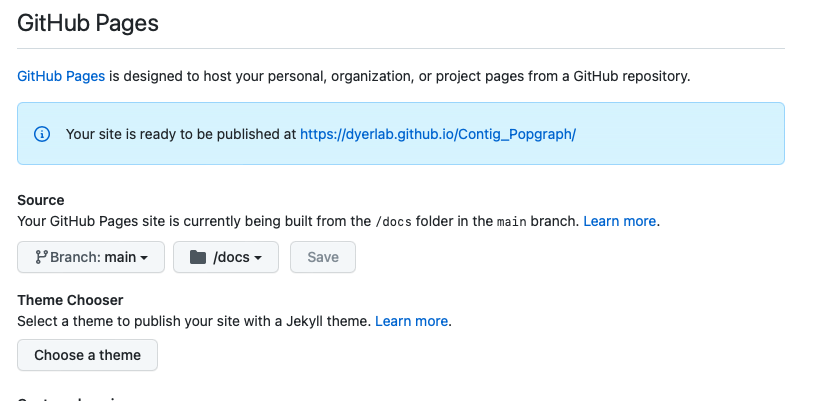 GitHub Pages
GitHub Pages is designed to host your personal, organization, or project pages from a GitHub repository.
Your site is ready to be published at https://dyerlab.github.io/Contig_Popgraph/
Source
Your GitHub Pages site is currently being built from the /docs folder in the main branch. Learn more.
Branch: main /docs Save
Theme Chooser
Select a theme to publish your site with a Jekyll theme. Learn more.
Choose a theme